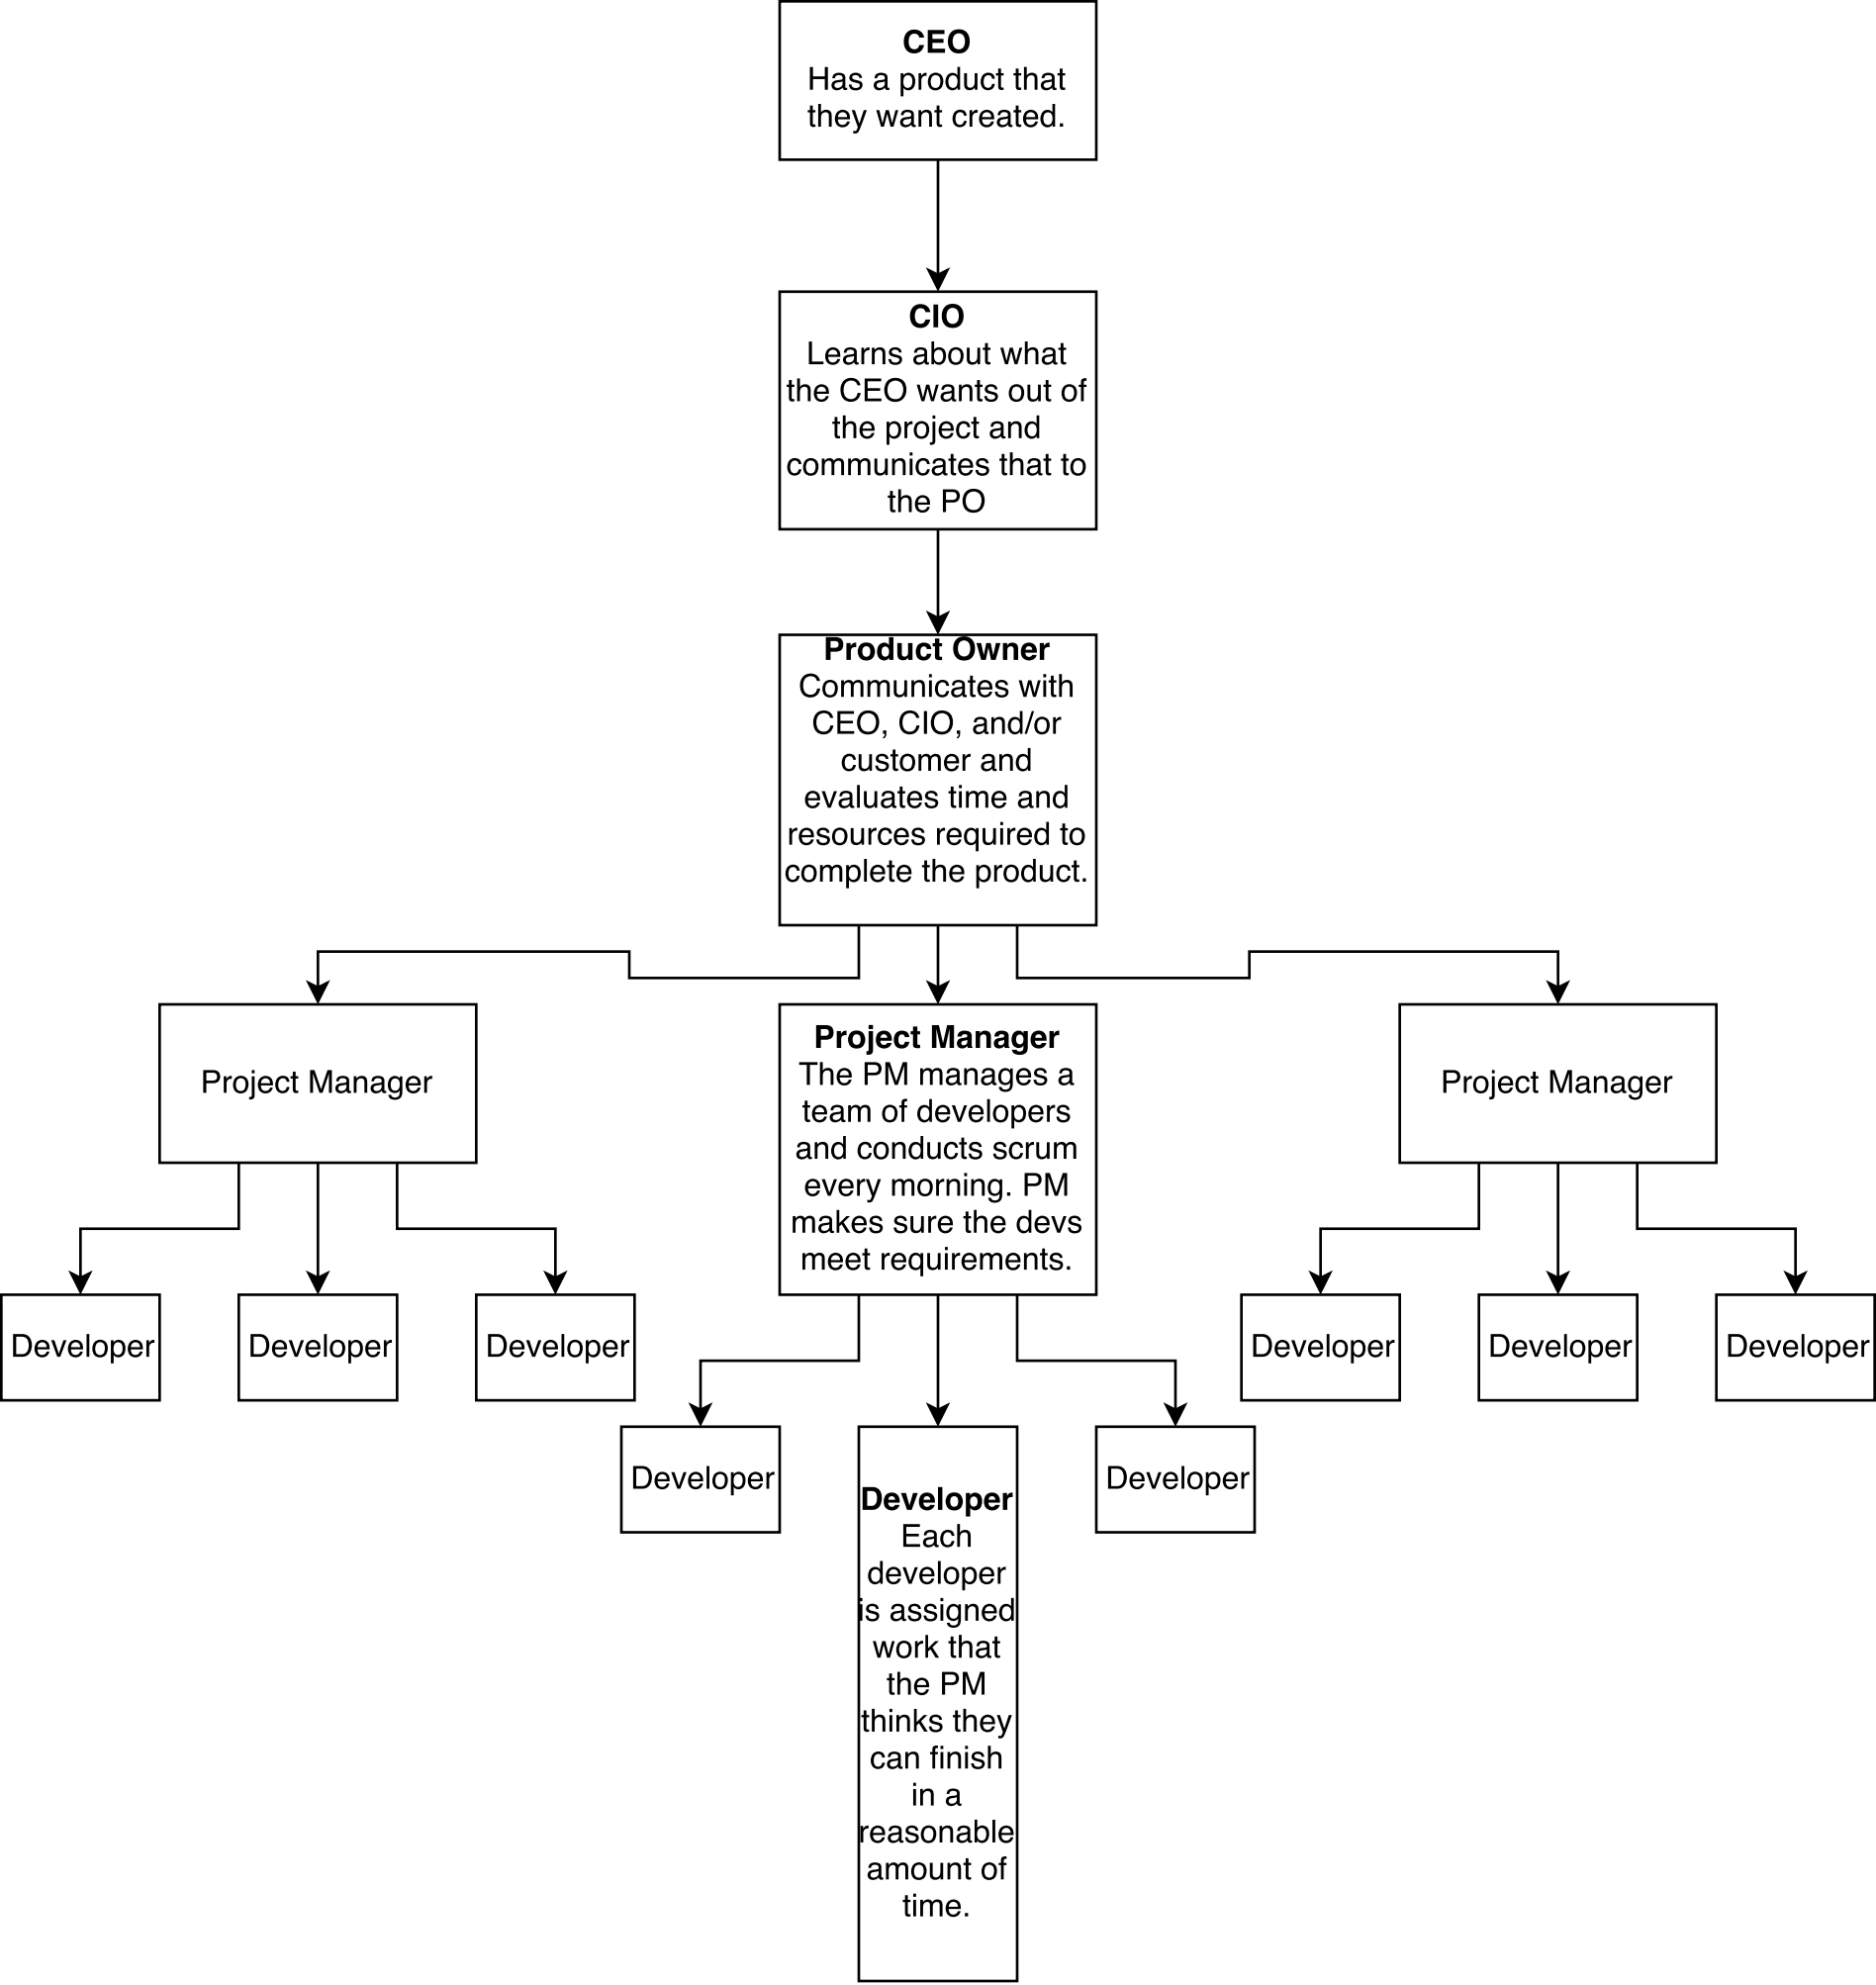 CEO
Has a product that
they want created.
CIO
Learns about what
the CEO wants out of
the project and
communicates that to
the PO
Product Owner
Communicates with
CEO, CIO, and/or
customer and
evaluates time and
resources required to
complete the product.
Project Manager
Project Manager
The PM manages a
team of developers
and conducts scrum
every morning. PM
makes sure the devs
meet requirements.
Project Manager
Developer
Developer
Developer
Developer
Developer
Each
developer
is assigned
work that
the PM
thinks they
can finish
in a
reasonable
amount of
time.
Developer
Developer
Developer
Developer